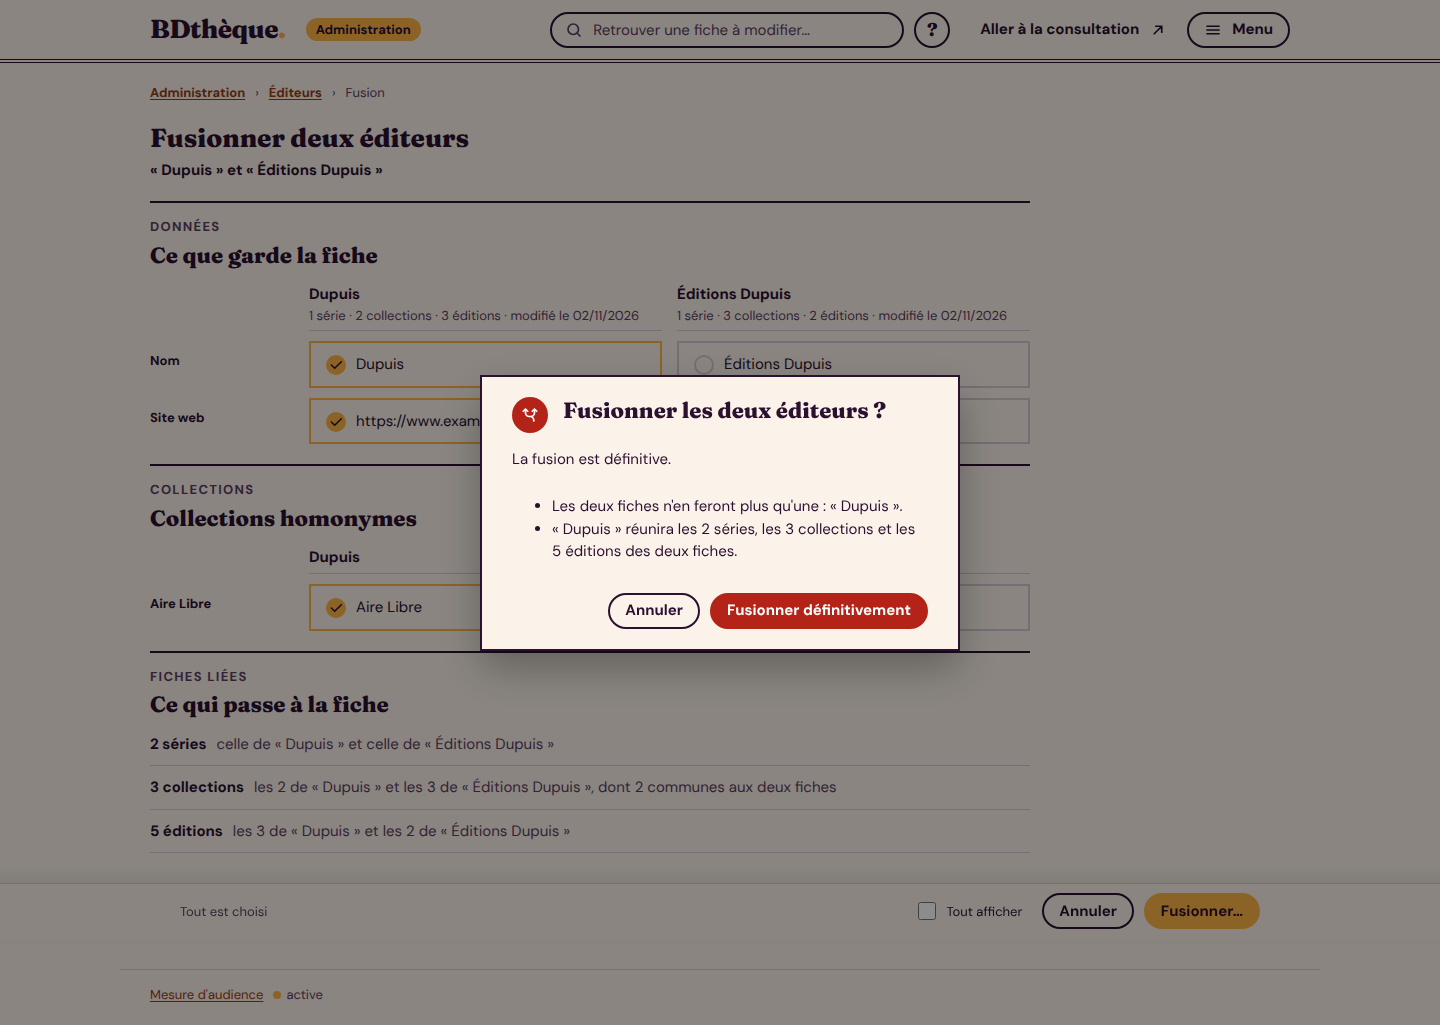 BDthèque.
Administration
Retrouver une fiche à modifier…
?
Aller à la consultation
Menu
Administration › Éditeurs › Fusion
Fusionner deux éditeurs
« Dupuis » et « Éditions Dupuis »
DONNÉES
Ce que garde la fiche
Dupuis
1 série · 2 collections · 3 éditions · modifié le 02/11/2026
Éditions Dupuis
1 série · 3 collections · 2 éditions · modifié le 02/11/2026
Nom
Dupuis
Éditions Dupuis
Site web
https://www.exam
COLLECTIONS
Collections homonymes
Dupuis
Aire Libre
Aire Libre
Fusionner les deux éditeurs ?
La fusion est définitive.
• Les deux fiches n'en feront plus qu'une : « Dupuis ».
• « Dupuis » réunira les 2 séries, les 3 collections et les
5 éditions des deux fiches.
Annuler
Fusionner définitivement
FICHES LIÉES
Ce qui passe à la fiche
2 séries celle de « Dupuis » et celle de « Éditions Dupuis »
3 collections les 2 de « Dupuis » et les 3 de « Éditions Dupuis », dont 2 communes aux deux fiches
5 éditions les 3 de « Dupuis » et les 2 de « Éditions Dupuis »
Tout est choisi
Tout afficher
Annuler
Fusionner…
Mesure d'audience
active